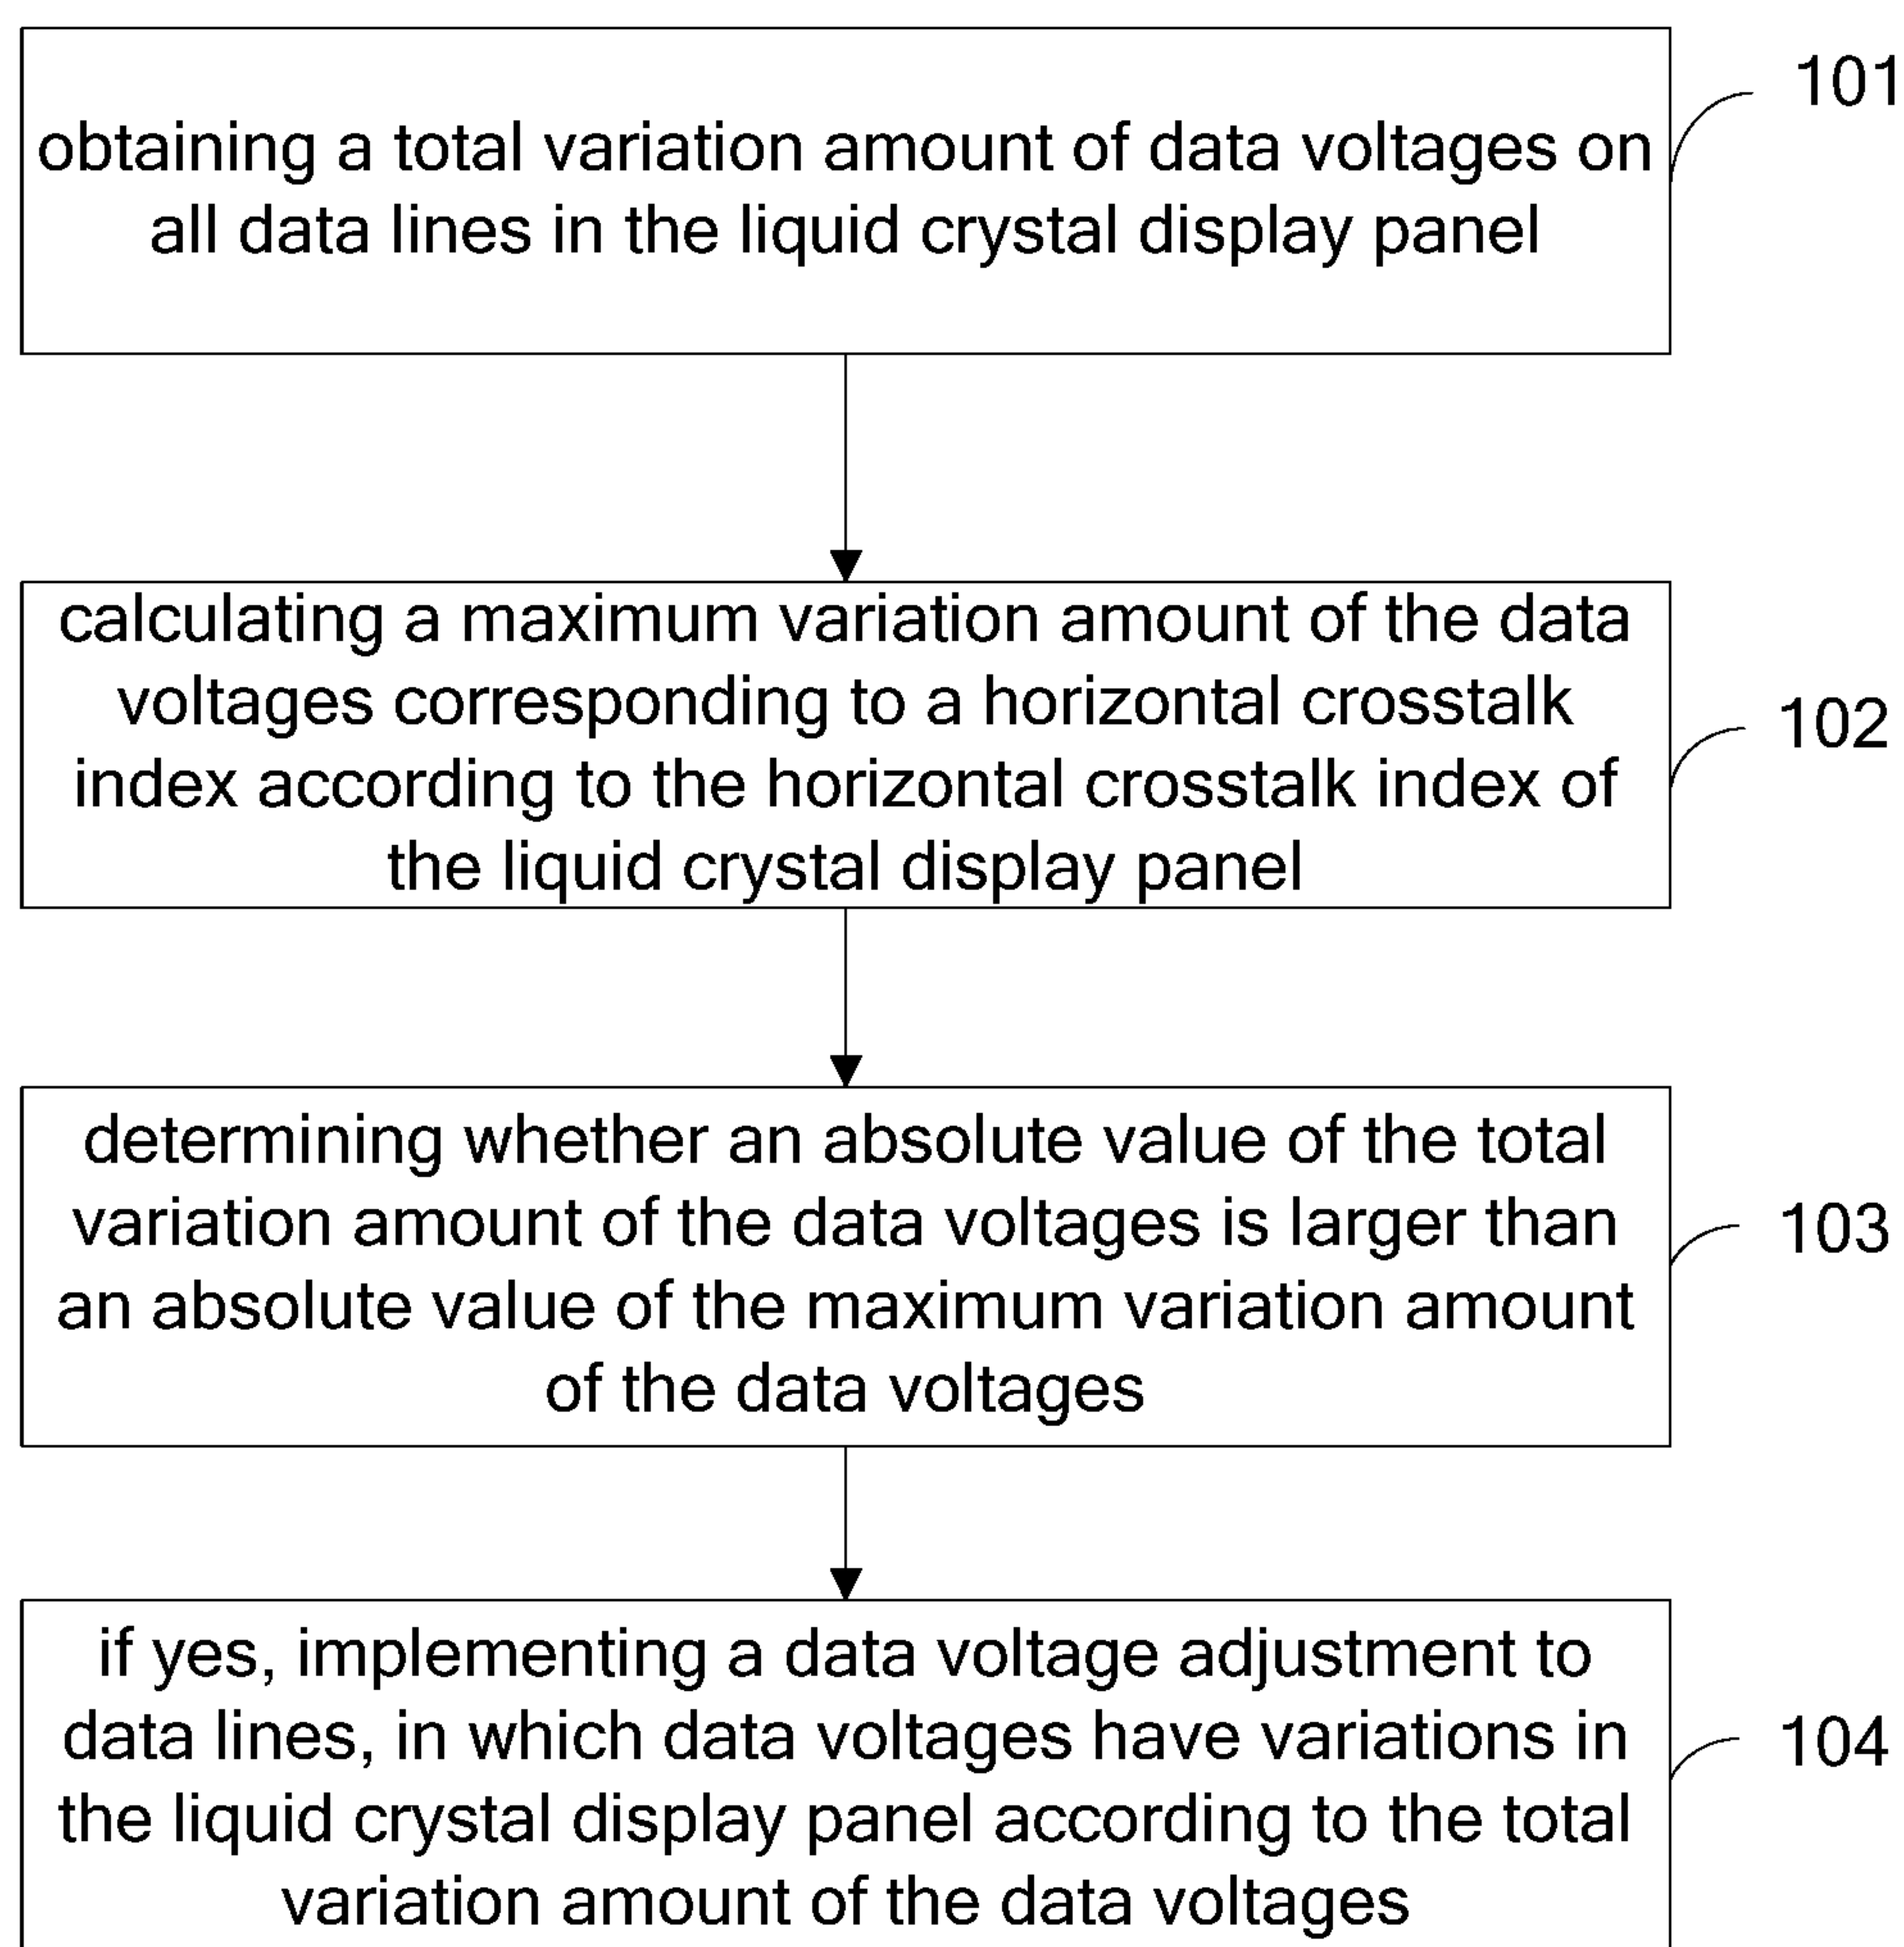 101
obtaining a total variation amount of data voltages on
all data lines in the liquid crystal display panel
calculating a maximum variation amount of the data
voltages corresponding to a horizontal crosstalk
102
index according to the horizontal crosstalk index of
the liquid crystal display panel
determining whether an absolute value of the total
variation amount of the data voltages is larger than
103
an absolute value of the maximum variation amount
of the data voltages
if yes, implementing a data voltage adjustment to
data lines, in which data voltages have variations in
104
the liquid crystal display panel according to the total
variation amount of the data voltages